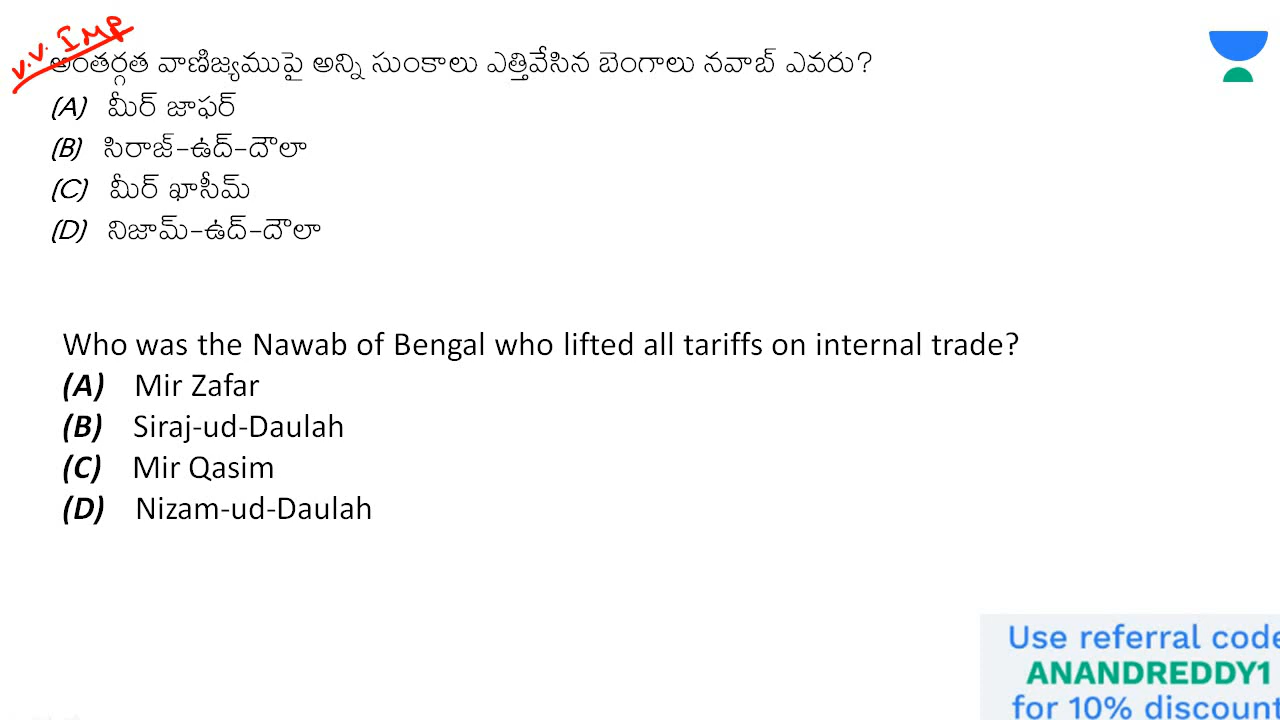 V.V. IMP
అంతర్గత వాణిజ్యముపై అన్ని సుంకాలు ఎత్తివేసిన బెంగాలు నవాబ్ ఎవరు?
(A) మీర్ జాఫర్
(B) సిరాజ్-ఉద్-దౌలా
(C) మీర్ ఖాసీమ్
(D) నిజామ్-ఉద్-దౌలా
Who was the Nawab of Bengal who lifted all tariffs on internal trade?
(A) Mir Zafar
(B) Siraj-ud-Daulah
(C) Mir Qasim
(D) Nizam-ud-Daulah
Use referral code
ANANDREDDY1
for 10% discount